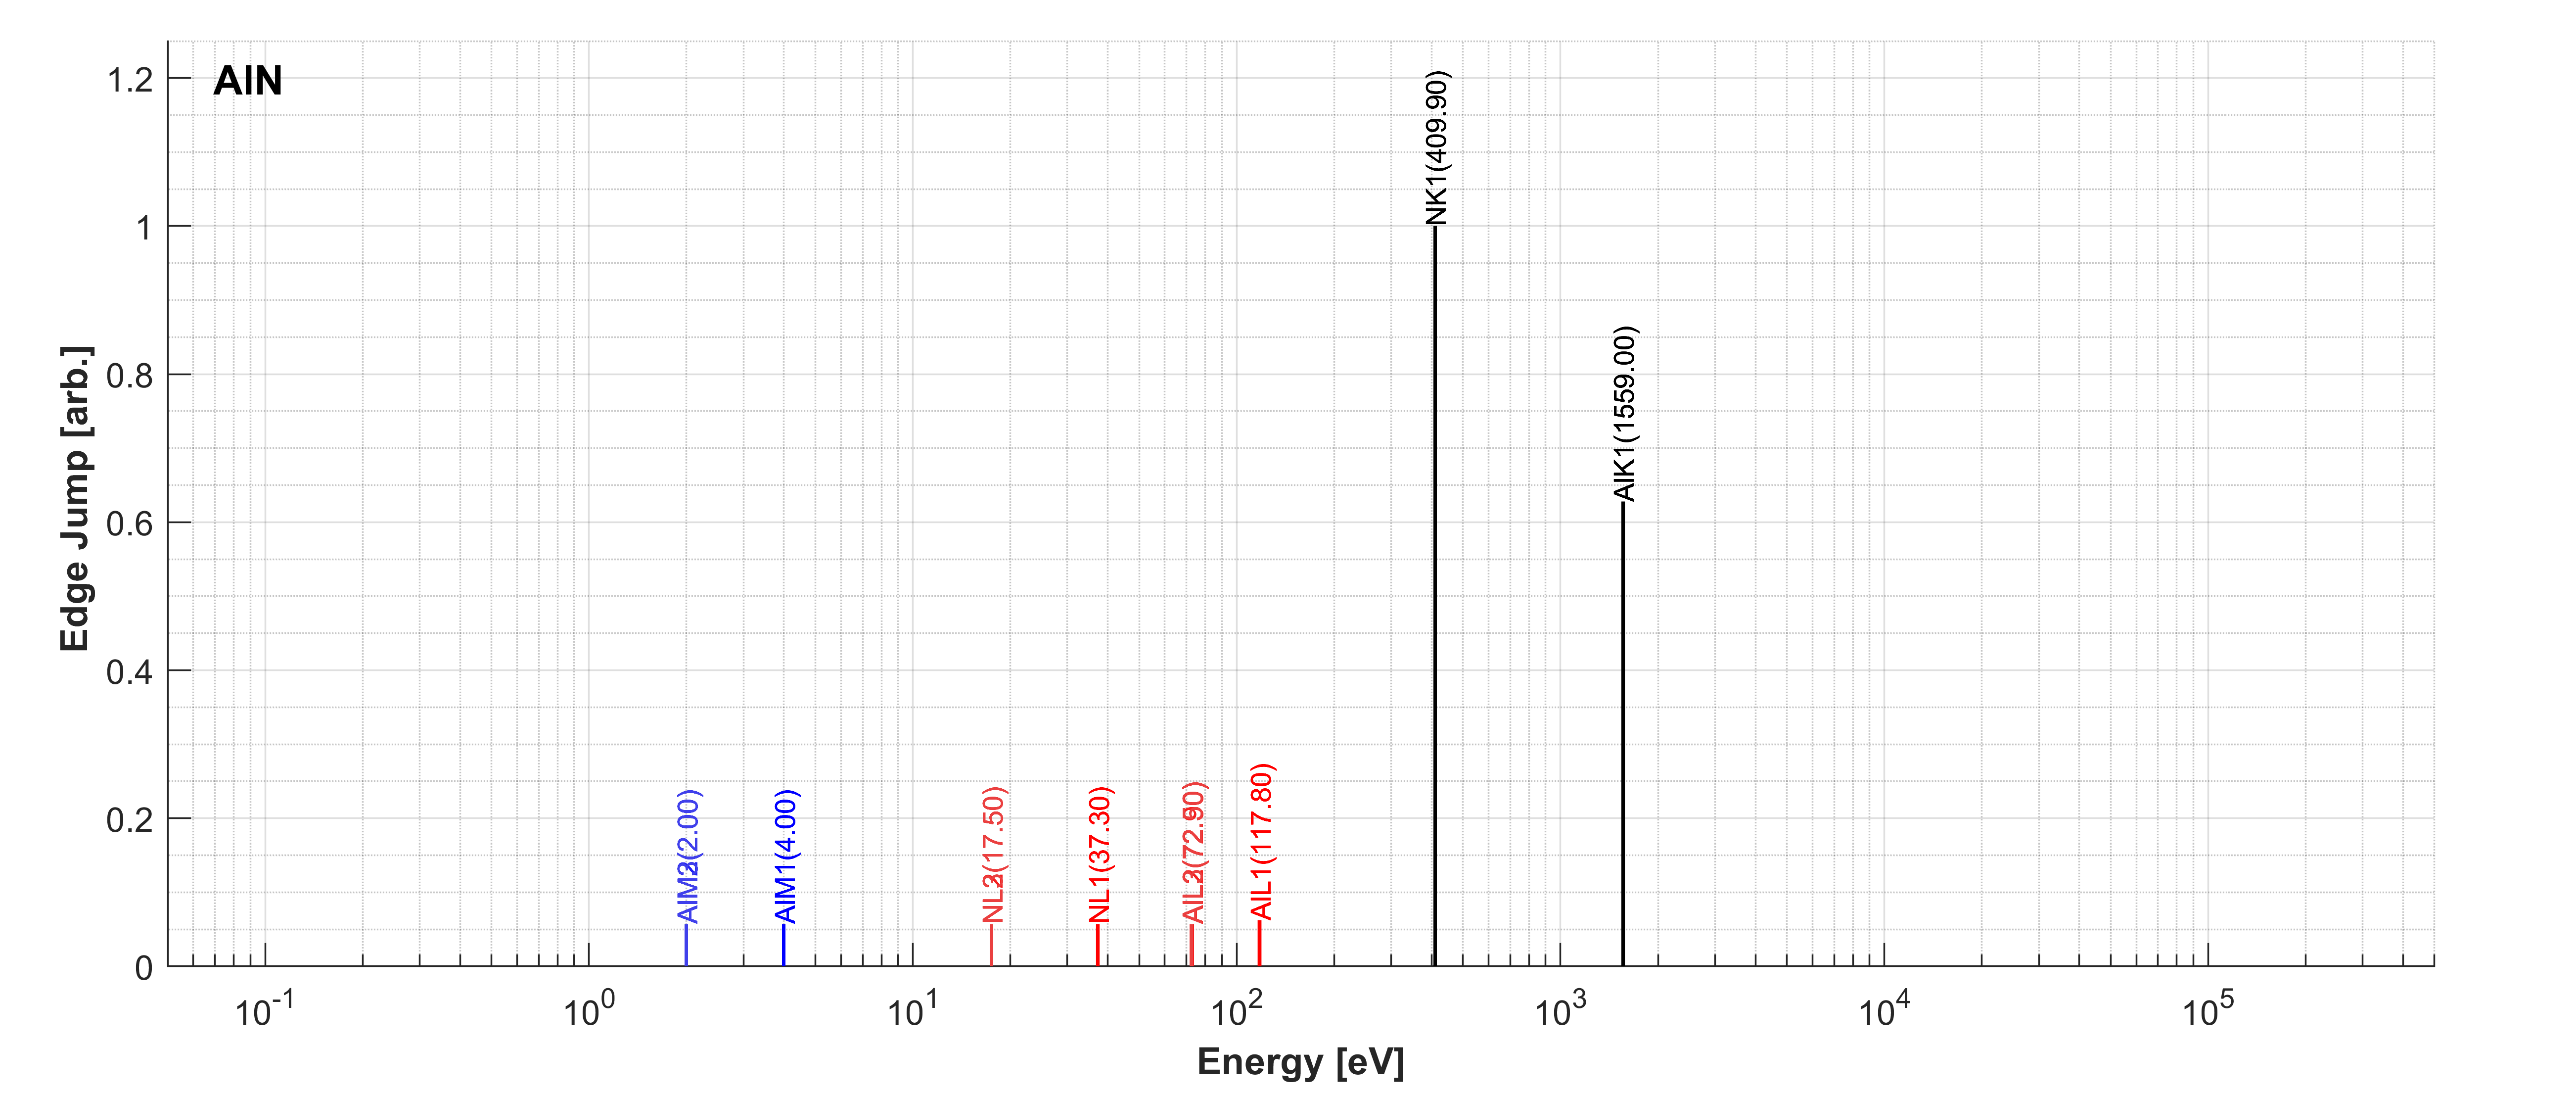 AlN
1.2
1
0.8
0.6
0.4
0.2
0
Edge Jump [arb.]
AlM1(4.00)
NL1(37.30)
AlL1(117.80)
NK1(409.90)
AlK1(1559.00)
10-1
100
101
102
103
104
105
Energy [eV]